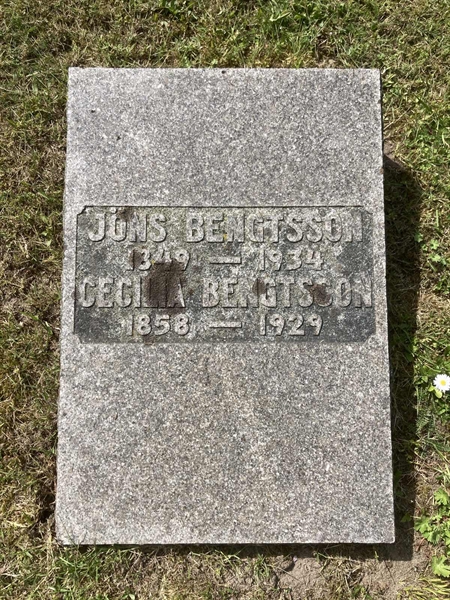 JÖNS BENGTSSON
1849 — 1934
CECILIA BENGTSSON
1858 — 1929